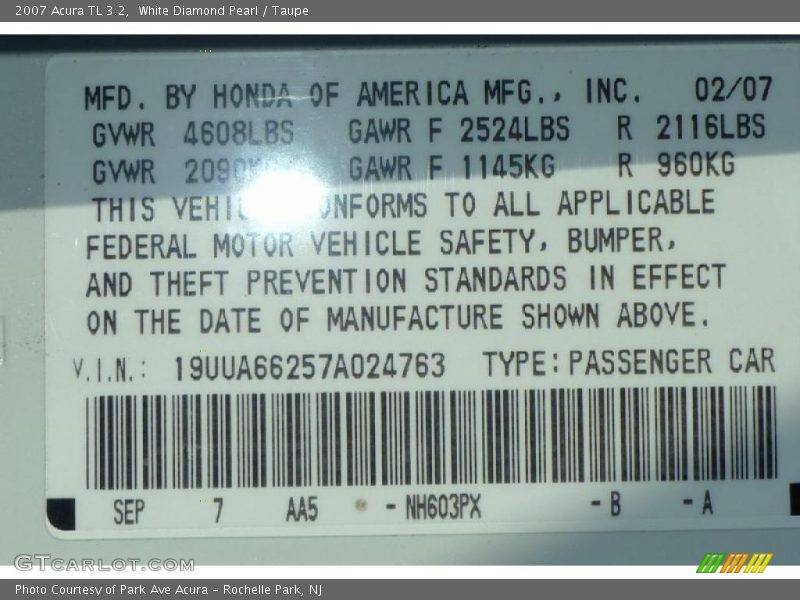 2007 Acura TL 3.2, White Diamond Pearl / Taupe
MFD. BY HONDA OF AMERICA MFG., INC. 02/07
GVWR 4608LBS GAWR F 2524LBS R 2116LBS
GVWR 2090KG GAWR F 1145KG R 960KG
THIS VEHICLE CONFORMS TO ALL APPLICABLE
FEDERAL MOTOR VEHICLE SAFETY, BUMPER,
AND THEFT PREVENTION STANDARDS IN EFFECT
ON THE DATE OF MANUFACTURE SHOWN ABOVE.
V.I.N.: 19UUA66257A024763 TYPE: PASSENGER CAR
SEP 7 AA5 - NH603PX - B - A
GTCARLOT.COM
Photo Courtesy of Park Ave Acura - Rochelle Park, NJ